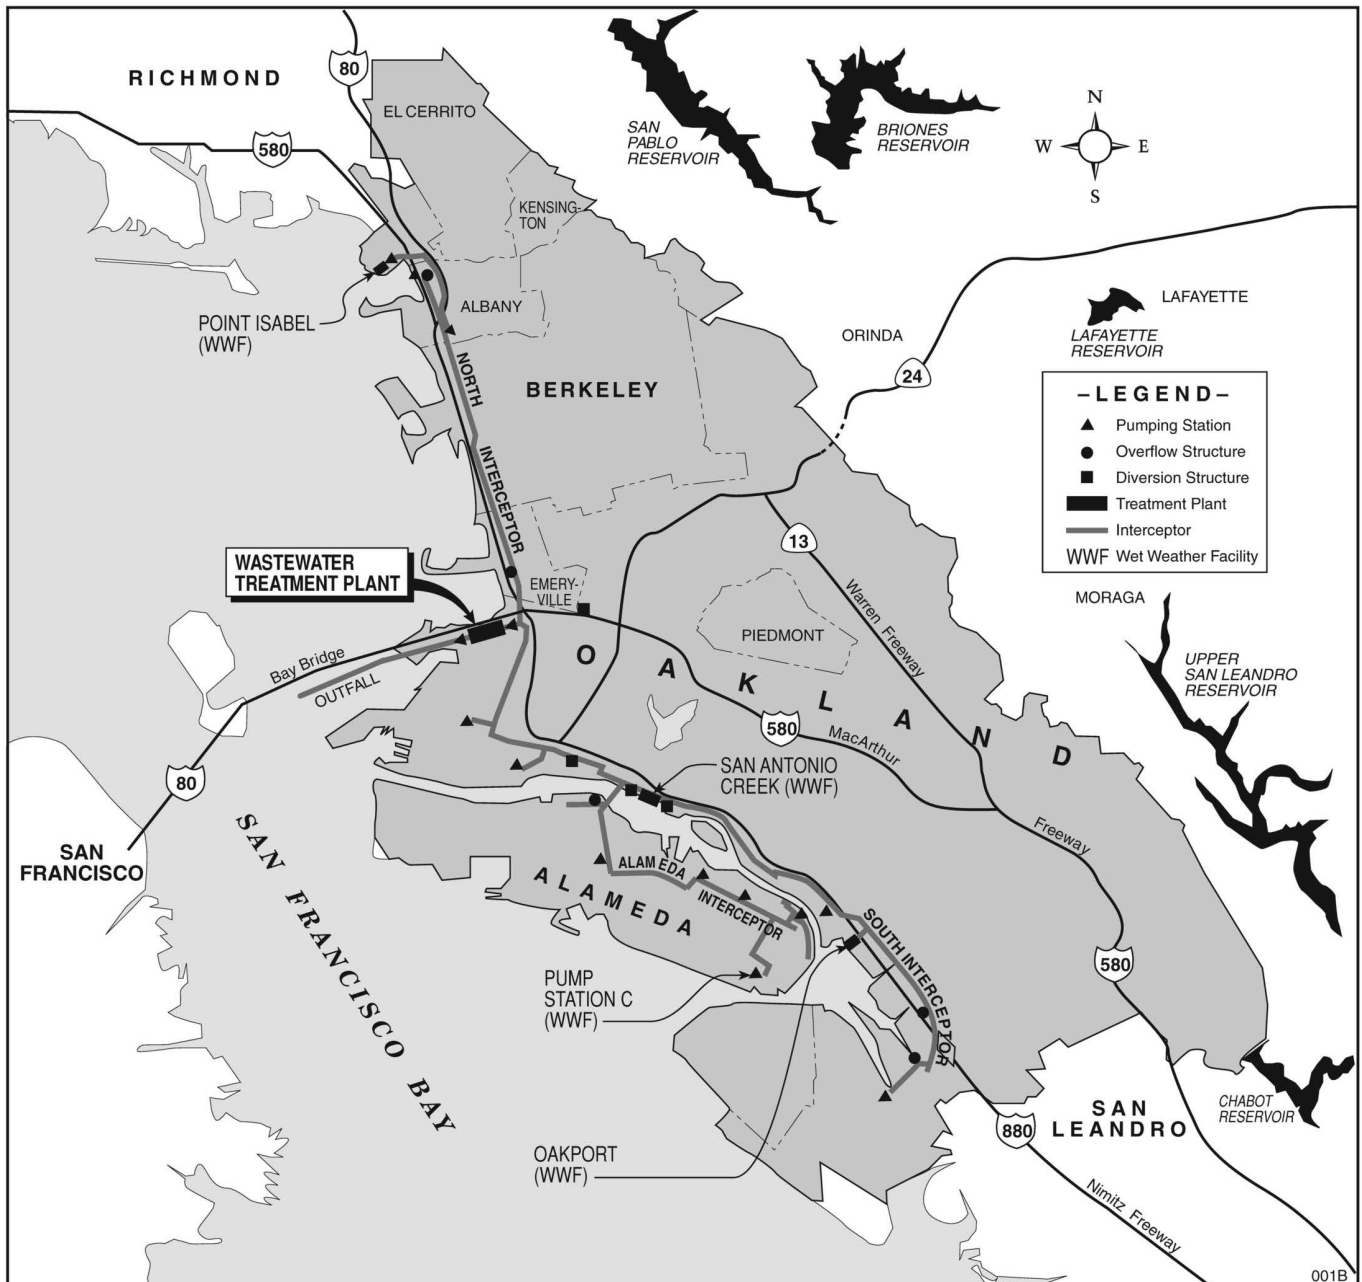 RICHMOND
80
580
EL CERRITO
KENSING-
TON
ALBANY
SAN
PABLO
RESERVOIR
BRIONES
RESERVOIR
N
W
E
S
POINT ISABEL
(WWF)
NORTH
INTERCEPTOR
BERKELEY
ORINDA
24
LAFAYETTE
LAFAYETTE
RESERVOIR
– L E G E N D –
Pumping Station
Overflow Structure
Diversion Structure
Treatment Plant
Interceptor
WWF Wet Weather Facility
WASTEWATER
TREATMENT PLANT
EMERY-
VILLE
13
Warren Freeway
PIEDMONT
MORAGA
UPPER
SAN LEANDRO
RESERVOIR
Bay Bridge
OUTFALL
OAKLAND
580
MacArthur
Freeway
80
SAN
FRANCISCO
SAN ANTONIO
CREEK (WWF)
SAN FRANCISCO BAY
ALAMEDA
ALAMEDA
INTERCEPTOR
SOUTH INTERCEPTOR
580
PUMP
STATION C
(WWF)
OAKPORT
(WWF)
880
SAN
LEANDRO
CHABOT
RESERVOIR
Nimitz Freeway
001B